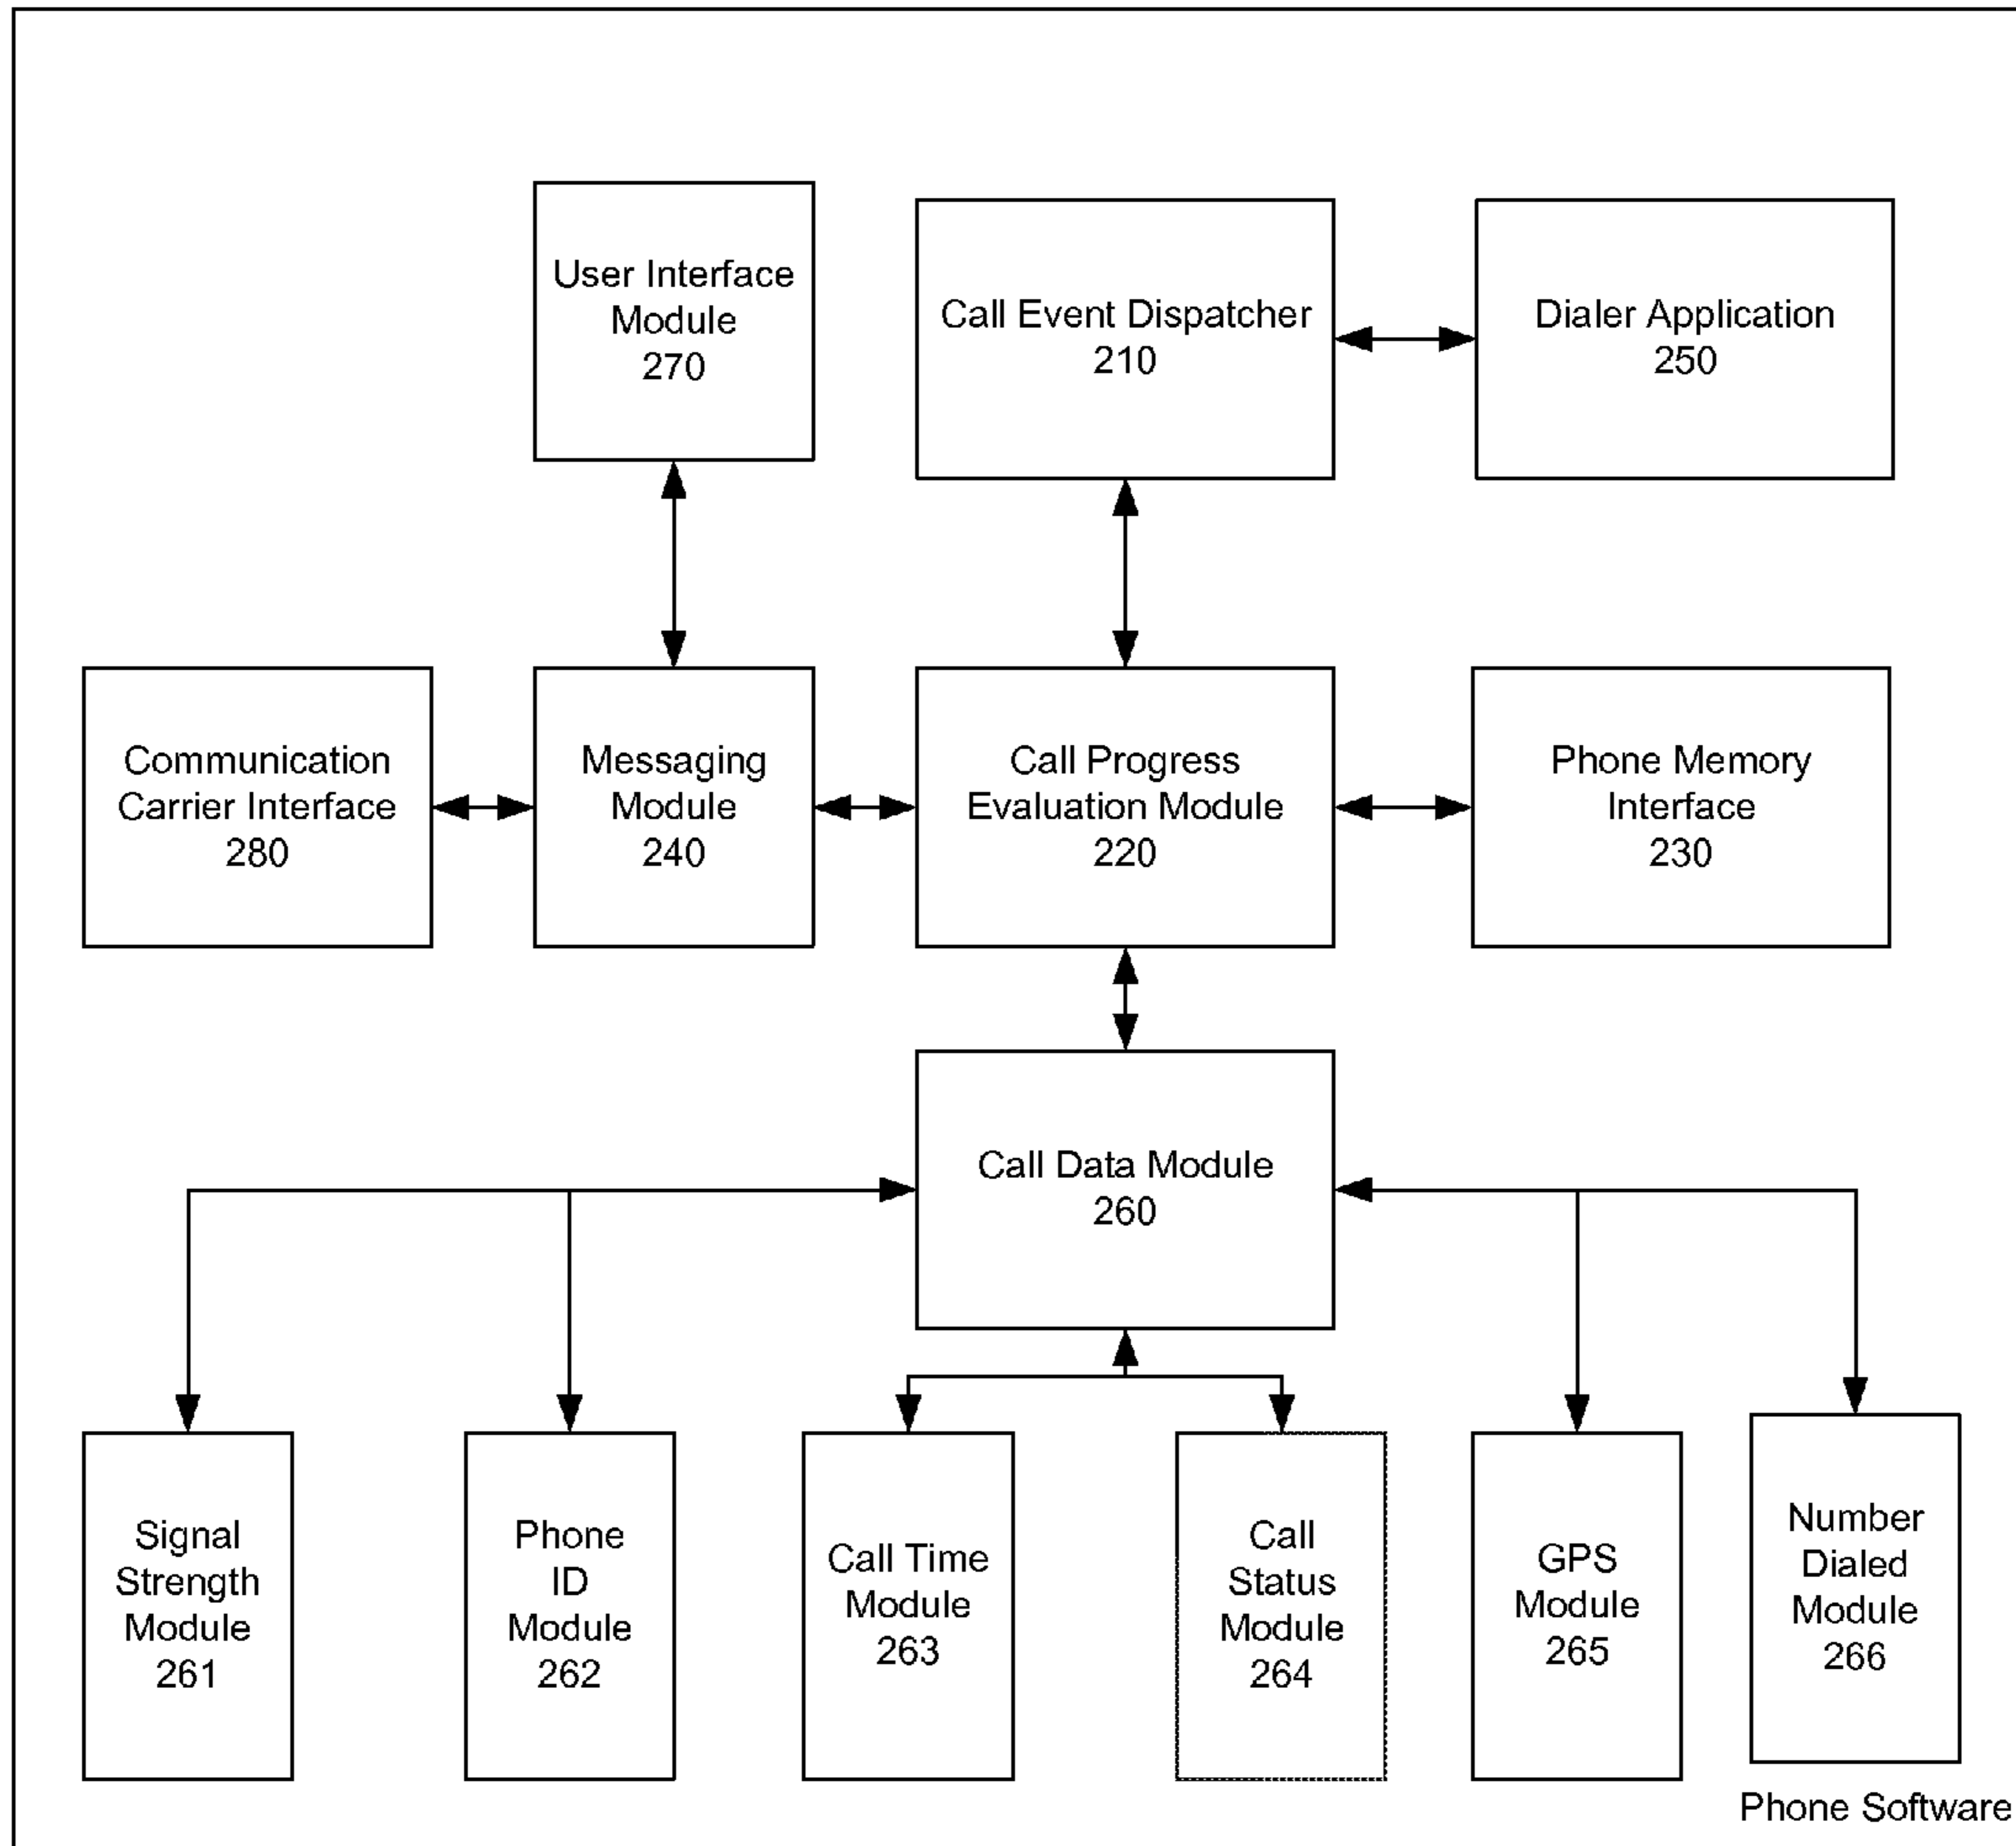 User Interface
Module
270
Call Event Dispatcher
210
Dialer Application
250
Communication
Carrier Interface
280
Messaging
Module
240
Call Progress
Evaluation Module
220
Phone Memory
Interface
230
Call Data Module
260
Signal
Strength
Module
261
Phone
ID
Module
262
Call Time
Module
263
Call
Status
Module
264
GPS
Module
265
Number
Dialed
Module
266
Phone Software